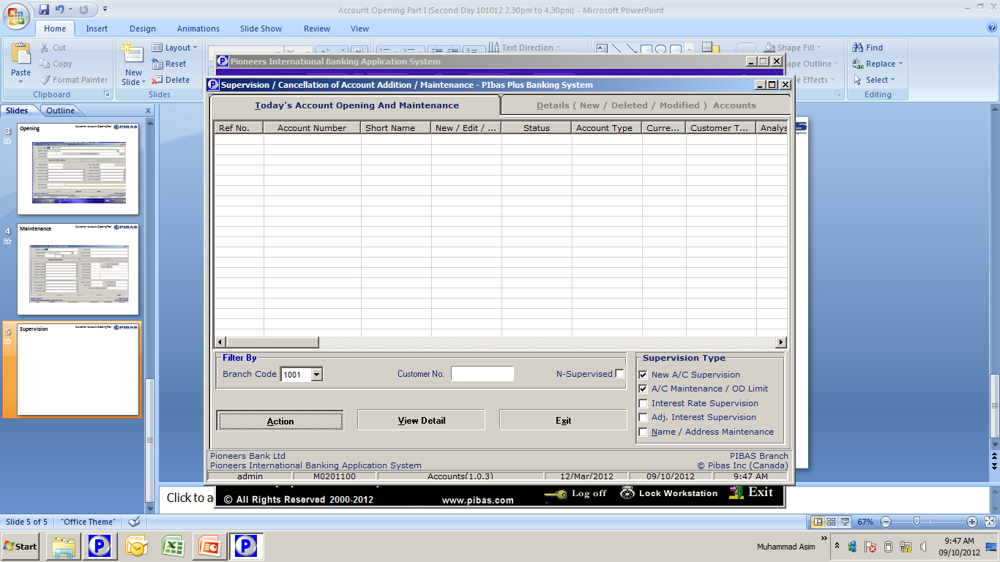 Account Opening Part I (Second Day 101012 2.30pm to 4.30pm) - Microsoft PowerPoint
Home Insert Design Animations Slide Show Review View
Paste
Cut
Copy
Format Painter
Clipboard
New Slide
Layout
Reset
Delete
Slides
Text Direction
Shape Fill
Outline
Effects
Find
Replace
Select
Editing
Pioneers International Banking Application System
Supervision / Cancellation of Account Addition / Maintenance - PIbas Plus Banking System
Today's Account Opening And Maintenance Details ( New / Deleted / Modified ) Accounts
Ref No. Account Number Short Name New / Edit / ... Status Account Type Curre... Customer T... Analys
Filter By
Branch Code 1001 Customer No. N-Supervised
Supervision Type
New A/C Supervision
A/C Maintenance / OD Limit
Interest Rate Supervision
Adj. Interest Supervision
Name / Address Maintenance
Action View Detail Exit
Pioneers Bank Ltd PIBAS Branch
Pioneers International Banking Application System © Pibas Inc (Canada)
admin M0201100 Accounts(1.0.3) 12/Mar/2012 09/10/2012 9:47 AM
© All Rights Reserved 2000-2012 www.pibas.com Log off Lock Workstation Exit
Slides Outline
3 Opening PIBAS
4 Maintenance PIBAS
5 Supervision PIBAS
Click to a
Slide 5 of 5 "Office Theme" 67%
Start Muhammad Asim 9:47 AM
09/10/2012